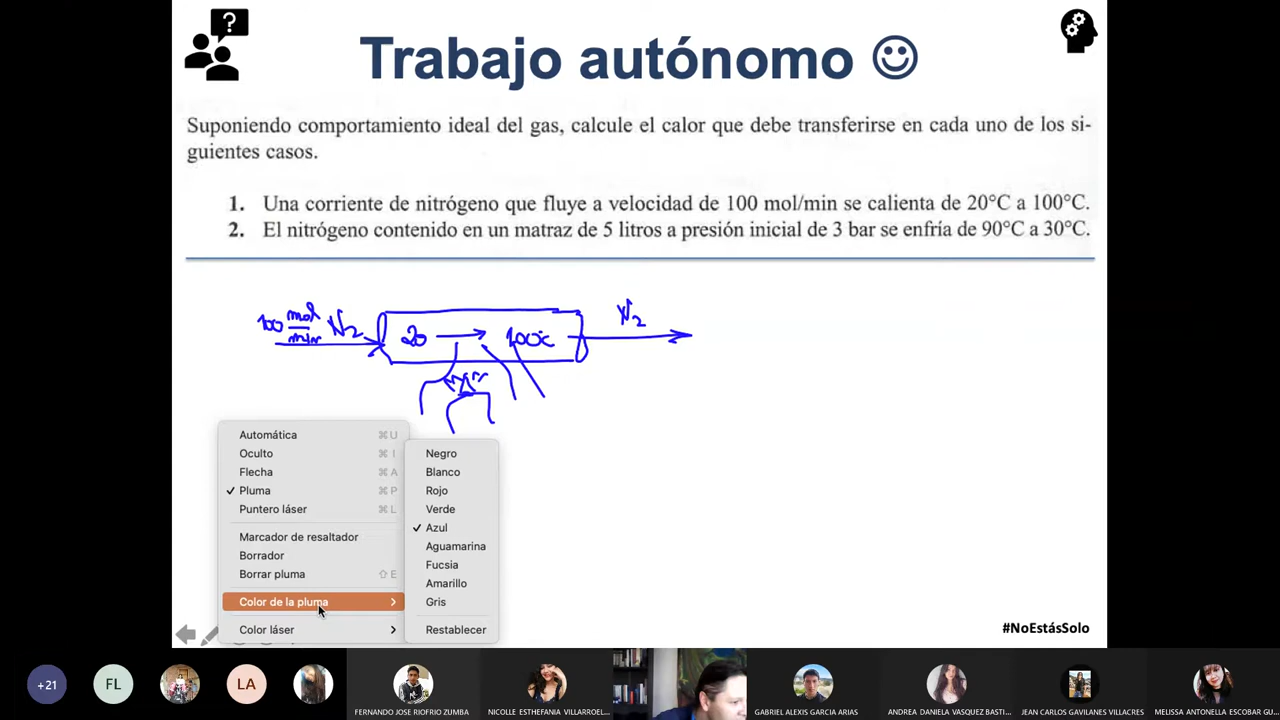 ?
Trabajo autónomo
Suponiendo comportamiento ideal del gas, calcule el calor que debe transferirse en cada uno de los si-
guientes casos.
1. Una corriente de nitrógeno que fluye a velocidad de 100 mol/min se calienta de 20°C a 100°C.
2. El nitrógeno contenido en un matraz de 5 litros a presión inicial de 3 bar se enfría de 90°C a 30°C.
100 mol/min N2
20 → 100°C
N2
Automática ⌘U
Oculto ⌘I
Flecha ⌘A
✓ Pluma ⌘P
Puntero láser ⌘L
Marcador de resaltador
Borrador
Borrar pluma ⇧E
Color de la pluma >
Color láser >
Negro
Blanco
Rojo
Verde
✓ Azul
Aguamarina
Fucsia
Amarillo
Gris
Restablecer
#NoEstásSolo
+21
FL
LA
FERNANDO JOSE RIOFRIO ZUMBA
NICOLLE ESTHEFANIA VILLARROEL...
GABRIEL ALEXIS GARCIA ARIAS
ANDREA DANIELA VASQUEZ BASTI...
JEAN CARLOS GAVILANES VILLACRES
MELISSA ANTONELLA ESCOBAR GU...